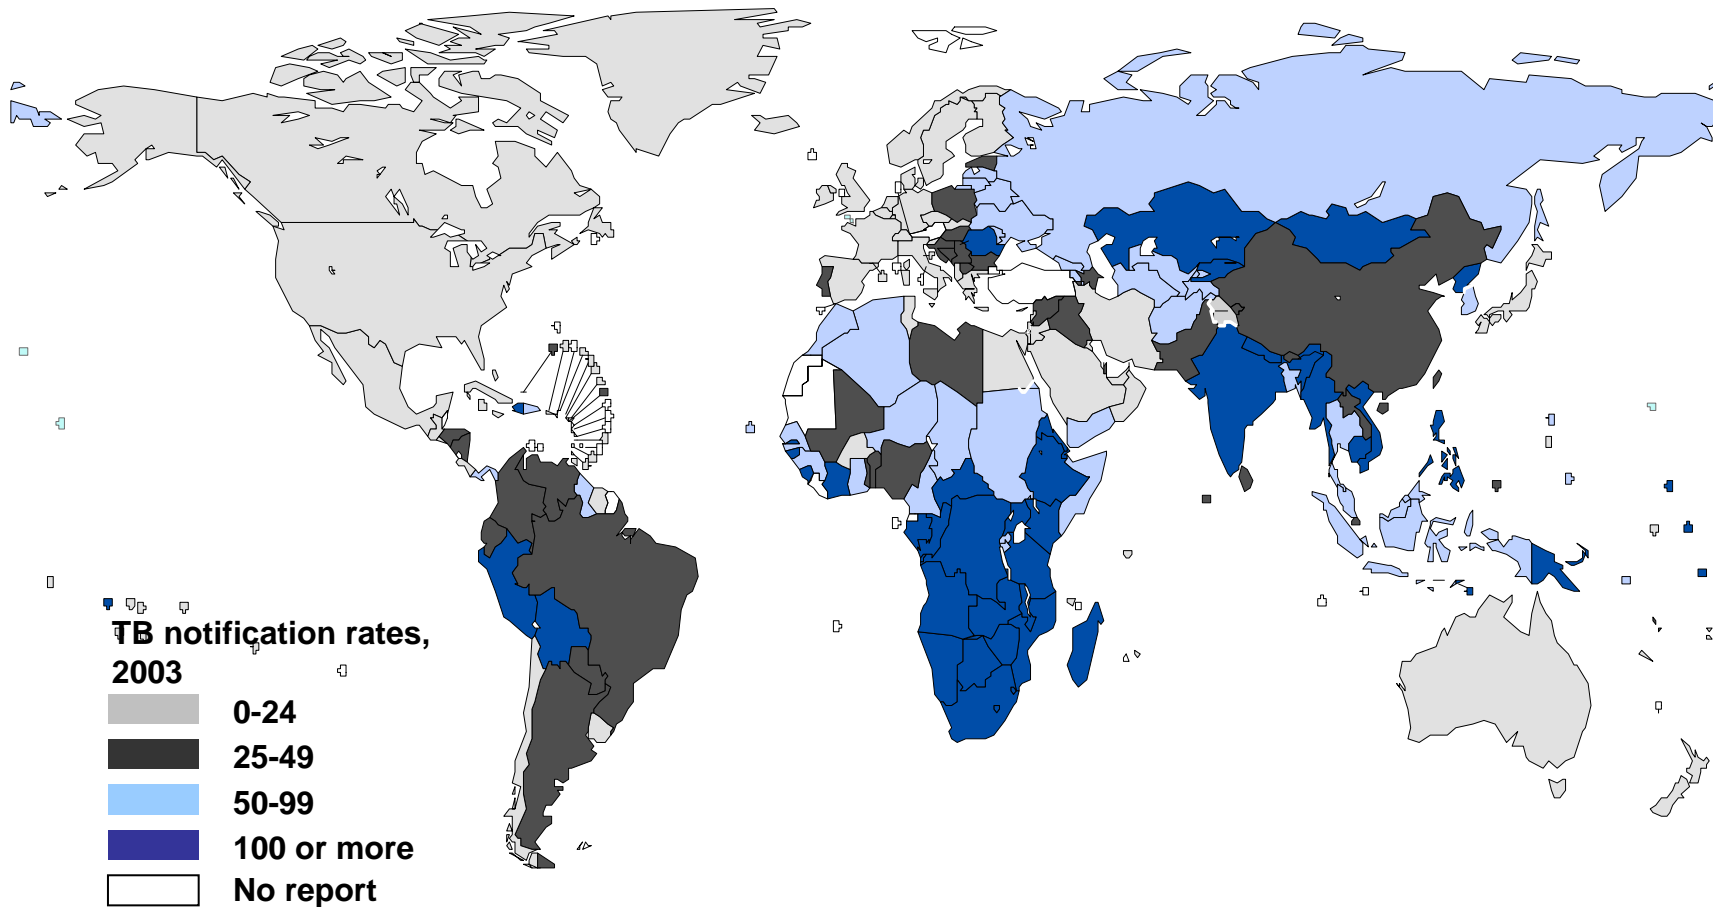 TB notification rates,
2003
0-24
25-49
50-99
100 or more
No report